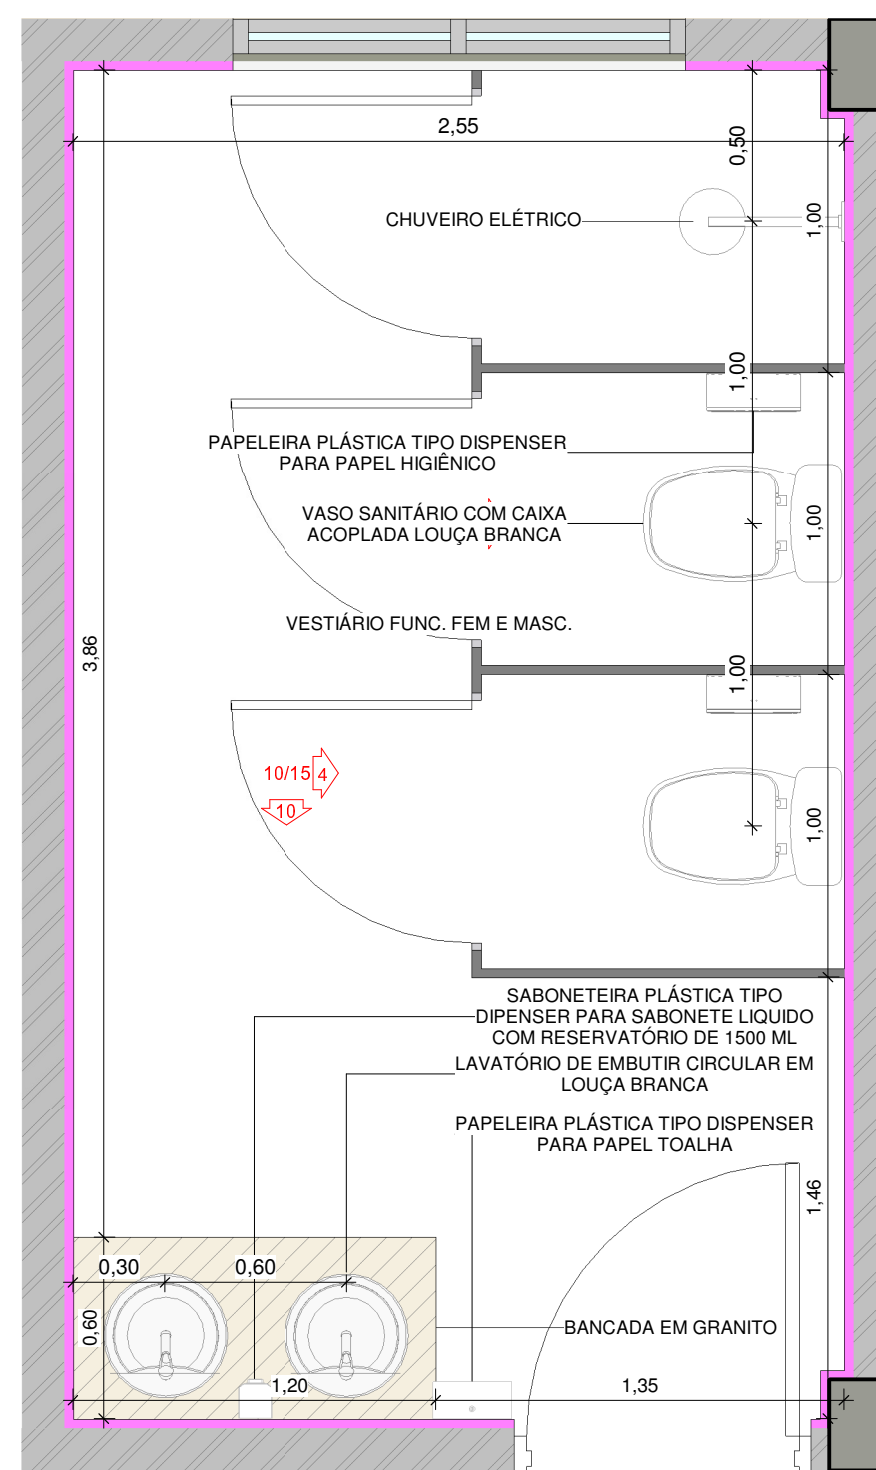 2,55
0,50
CHUVEIRO ELÉTRICO
1,00
1,00
PAPELEIRA PLÁSTICA TIPO DISPENSER
PARA PAPEL HIGIÊNICO
VASO SANITÁRIO COM CAIXA
ACOPLADA LOUÇA BRANCA
1,00
VESTIÁRIO FUNC. FEM E MASC.
3,86
1,00
10/15 4
10
1,00
SABONETEIRA PLÁSTICA TIPO
DIPENSER PARA SABONETE LIQUIDO
COM RESERVATÓRIO DE 1500 ML
LAVATÓRIO DE EMBUTIR CIRCULAR EM
LOUÇA BRANCA
PAPELEIRA PLÁSTICA TIPO DISPENSER
PARA PAPEL TOALHA
1,46
0,30
0,60
0,60
BANCADA EM GRANITO
1,20
1,35